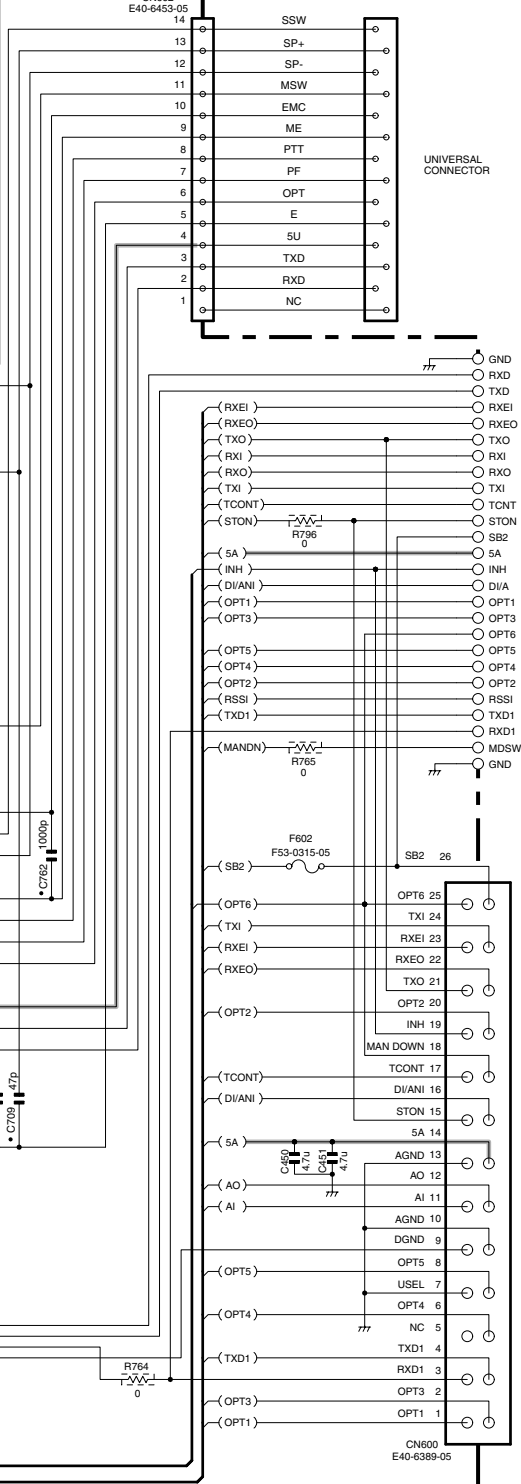 E40-6453-05
14 SSW
13 SP+
12 SP-
11 MSW
10 EMC
9 ME
8 PTT
7 PF
6 OPT
5 E
4 5U
3 TXD
2 RXD
1 NC
UNIVERSAL
CONNECTOR
GND
RXD
TXD
(RXEI) RXEI
(RXEO) RXEO
(TXO) TXO
(RXI) RXI
(RXO) RXO
(TXI) TXI
(TCONT) TCNT
(STON) STON
R796
0
SB2
(5A) 5A
(INH) INH
(DI/ANI) DI/A
(OPT1) OPT1
(OPT3) OPT3
OPT6
(OPT5) OPT5
(OPT4) OPT4
(OPT2) OPT2
(RSSI) RSSI
(TXD1) TXD1
RXD1
(MANDN) MDSW
R765
0
GND
1000p
C762
F602
F53-0315-05
(SB2) SB2 26
(OPT6) OPT6 25
(TXI) TXI 24
(RXEI) RXEI 23
(RXEO) RXEO 22
TXO 21
(OPT2) OPT2 20
INH 19
MAN DOWN 18
(TCONT) TCONT 17
(DI/ANI) DI/ANI 16
STON 15
47p
C709
(5A) 5A 14
C450
4.7u
C451
4.7u
AGND 13
(AO) AO 12
(AI) AI 11
AGND 10
DGND 9
(OPT5) OPT5 8
USEL 7
(OPT4) OPT4 6
NC 5
(TXD1) TXD1 4
R764
0
RXD1 3
(OPT3) OPT3 2
(OPT1) OPT1 1
CN600
E40-6389-05